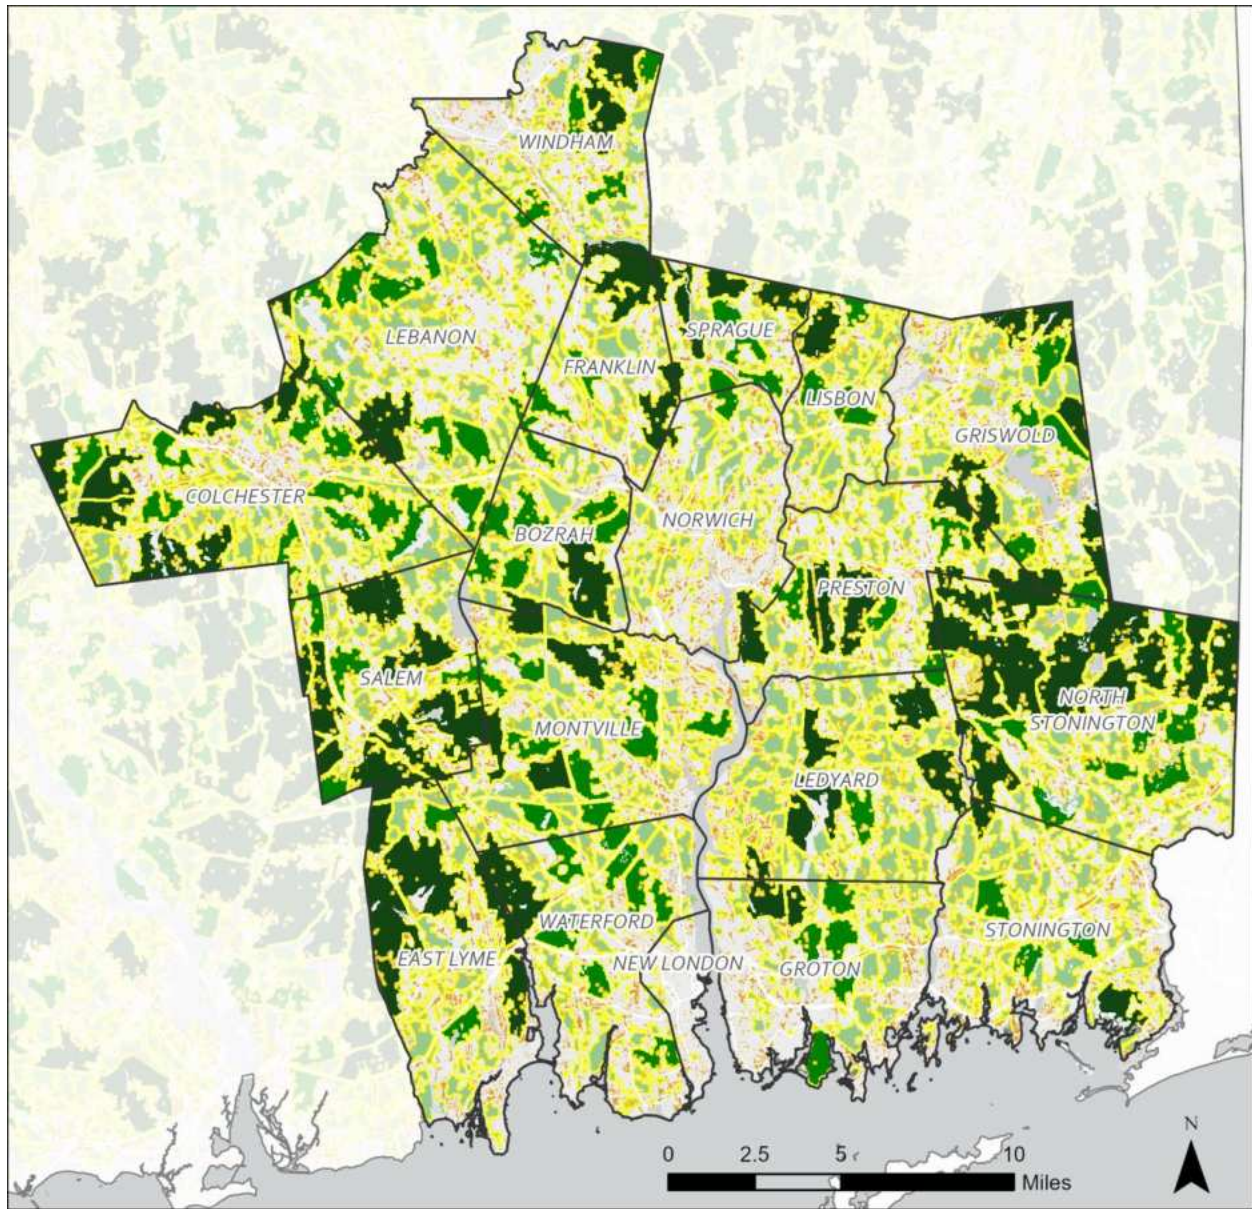 WINDHAM
LEBANON
SPRAGUE
FRANKLIN
LISBON
GRISWOLD
COLCHESTER
NORWICH
BOZRAH
PRESTON
SALEM
NORTH
STONINGTON
MONTVILLE
LEDYARD
WATERFORD
STONINGTON
EAST LYME
NEW LONDON
GROTON
N
0 2.5 5 10
Miles